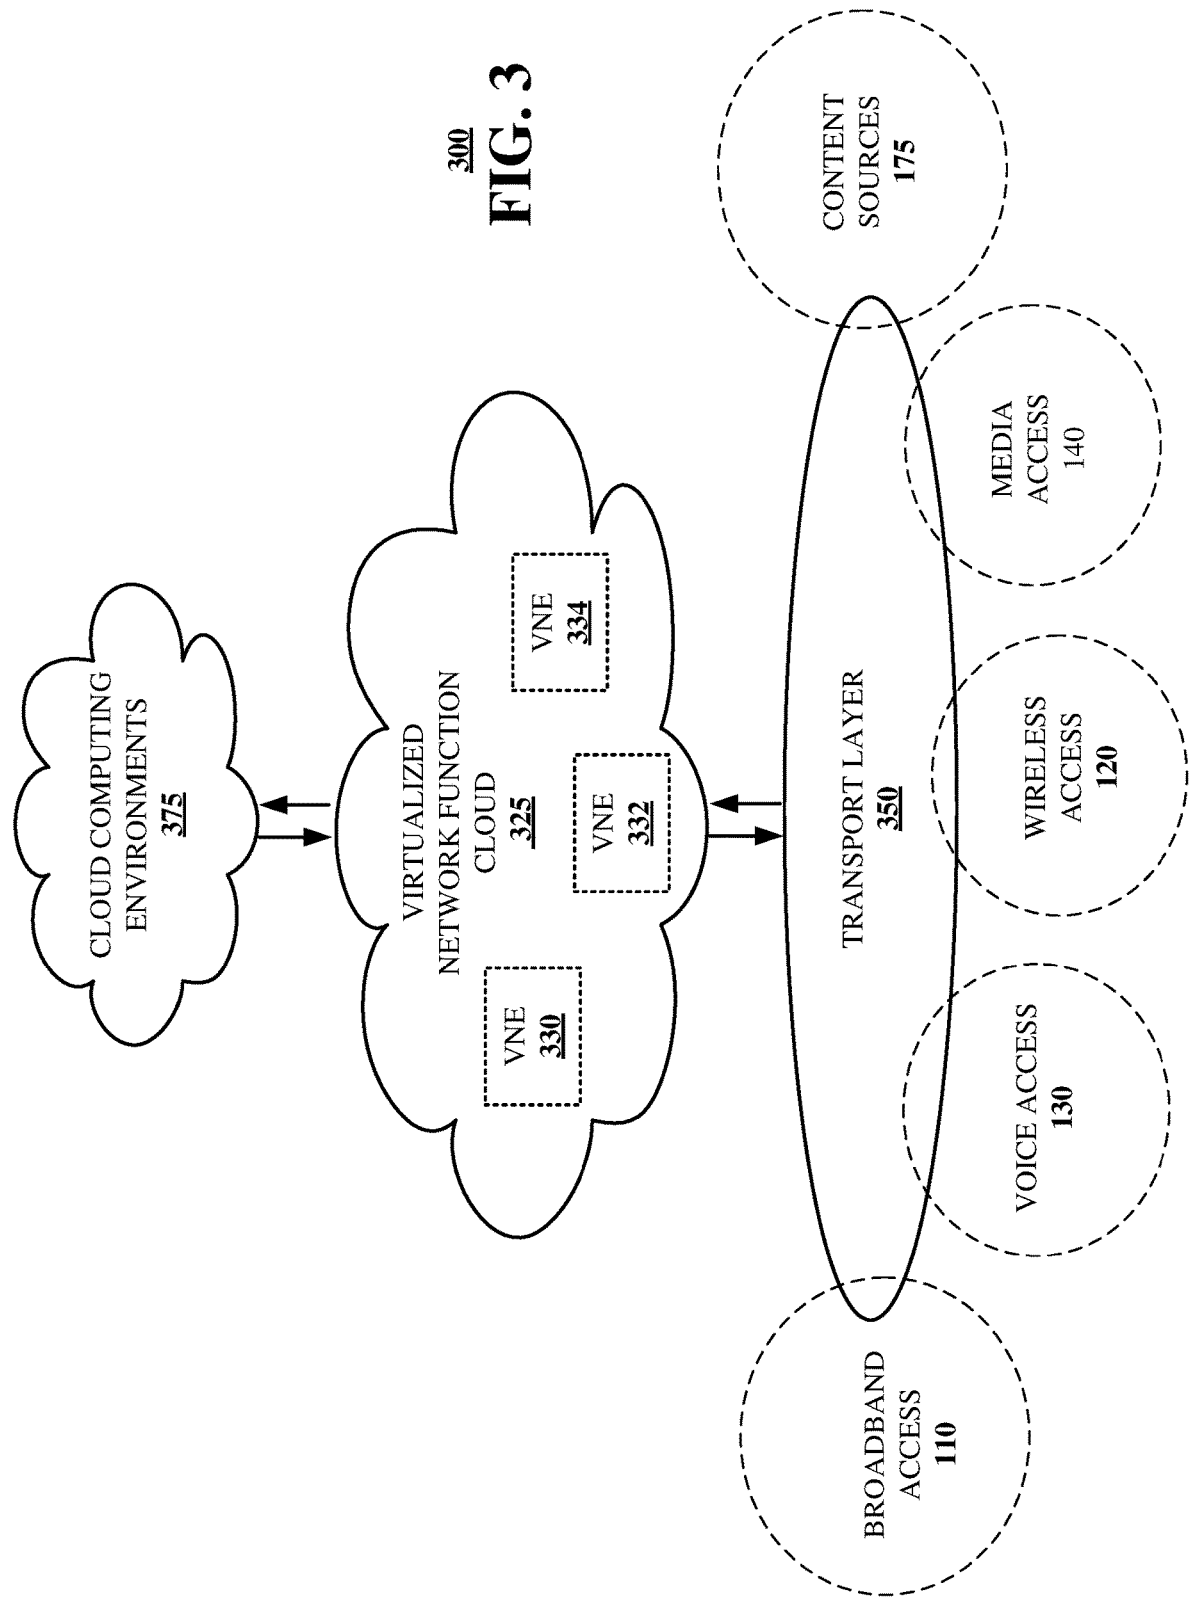 CLOUD COMPUTING
ENVIRONMENTS
375
VIRTUALIZED
NETWORK FUNCTION
CLOUD
325
VNE
330
VNE
332
VNE
334
300
FIG. 3
TRANSPORT LAYER
350
BROADBAND
ACCESS
110
VOICE ACCESS
130
WIRELESS
ACCESS
120
MEDIA
ACCESS
140
CONTENT
SOURCES
175